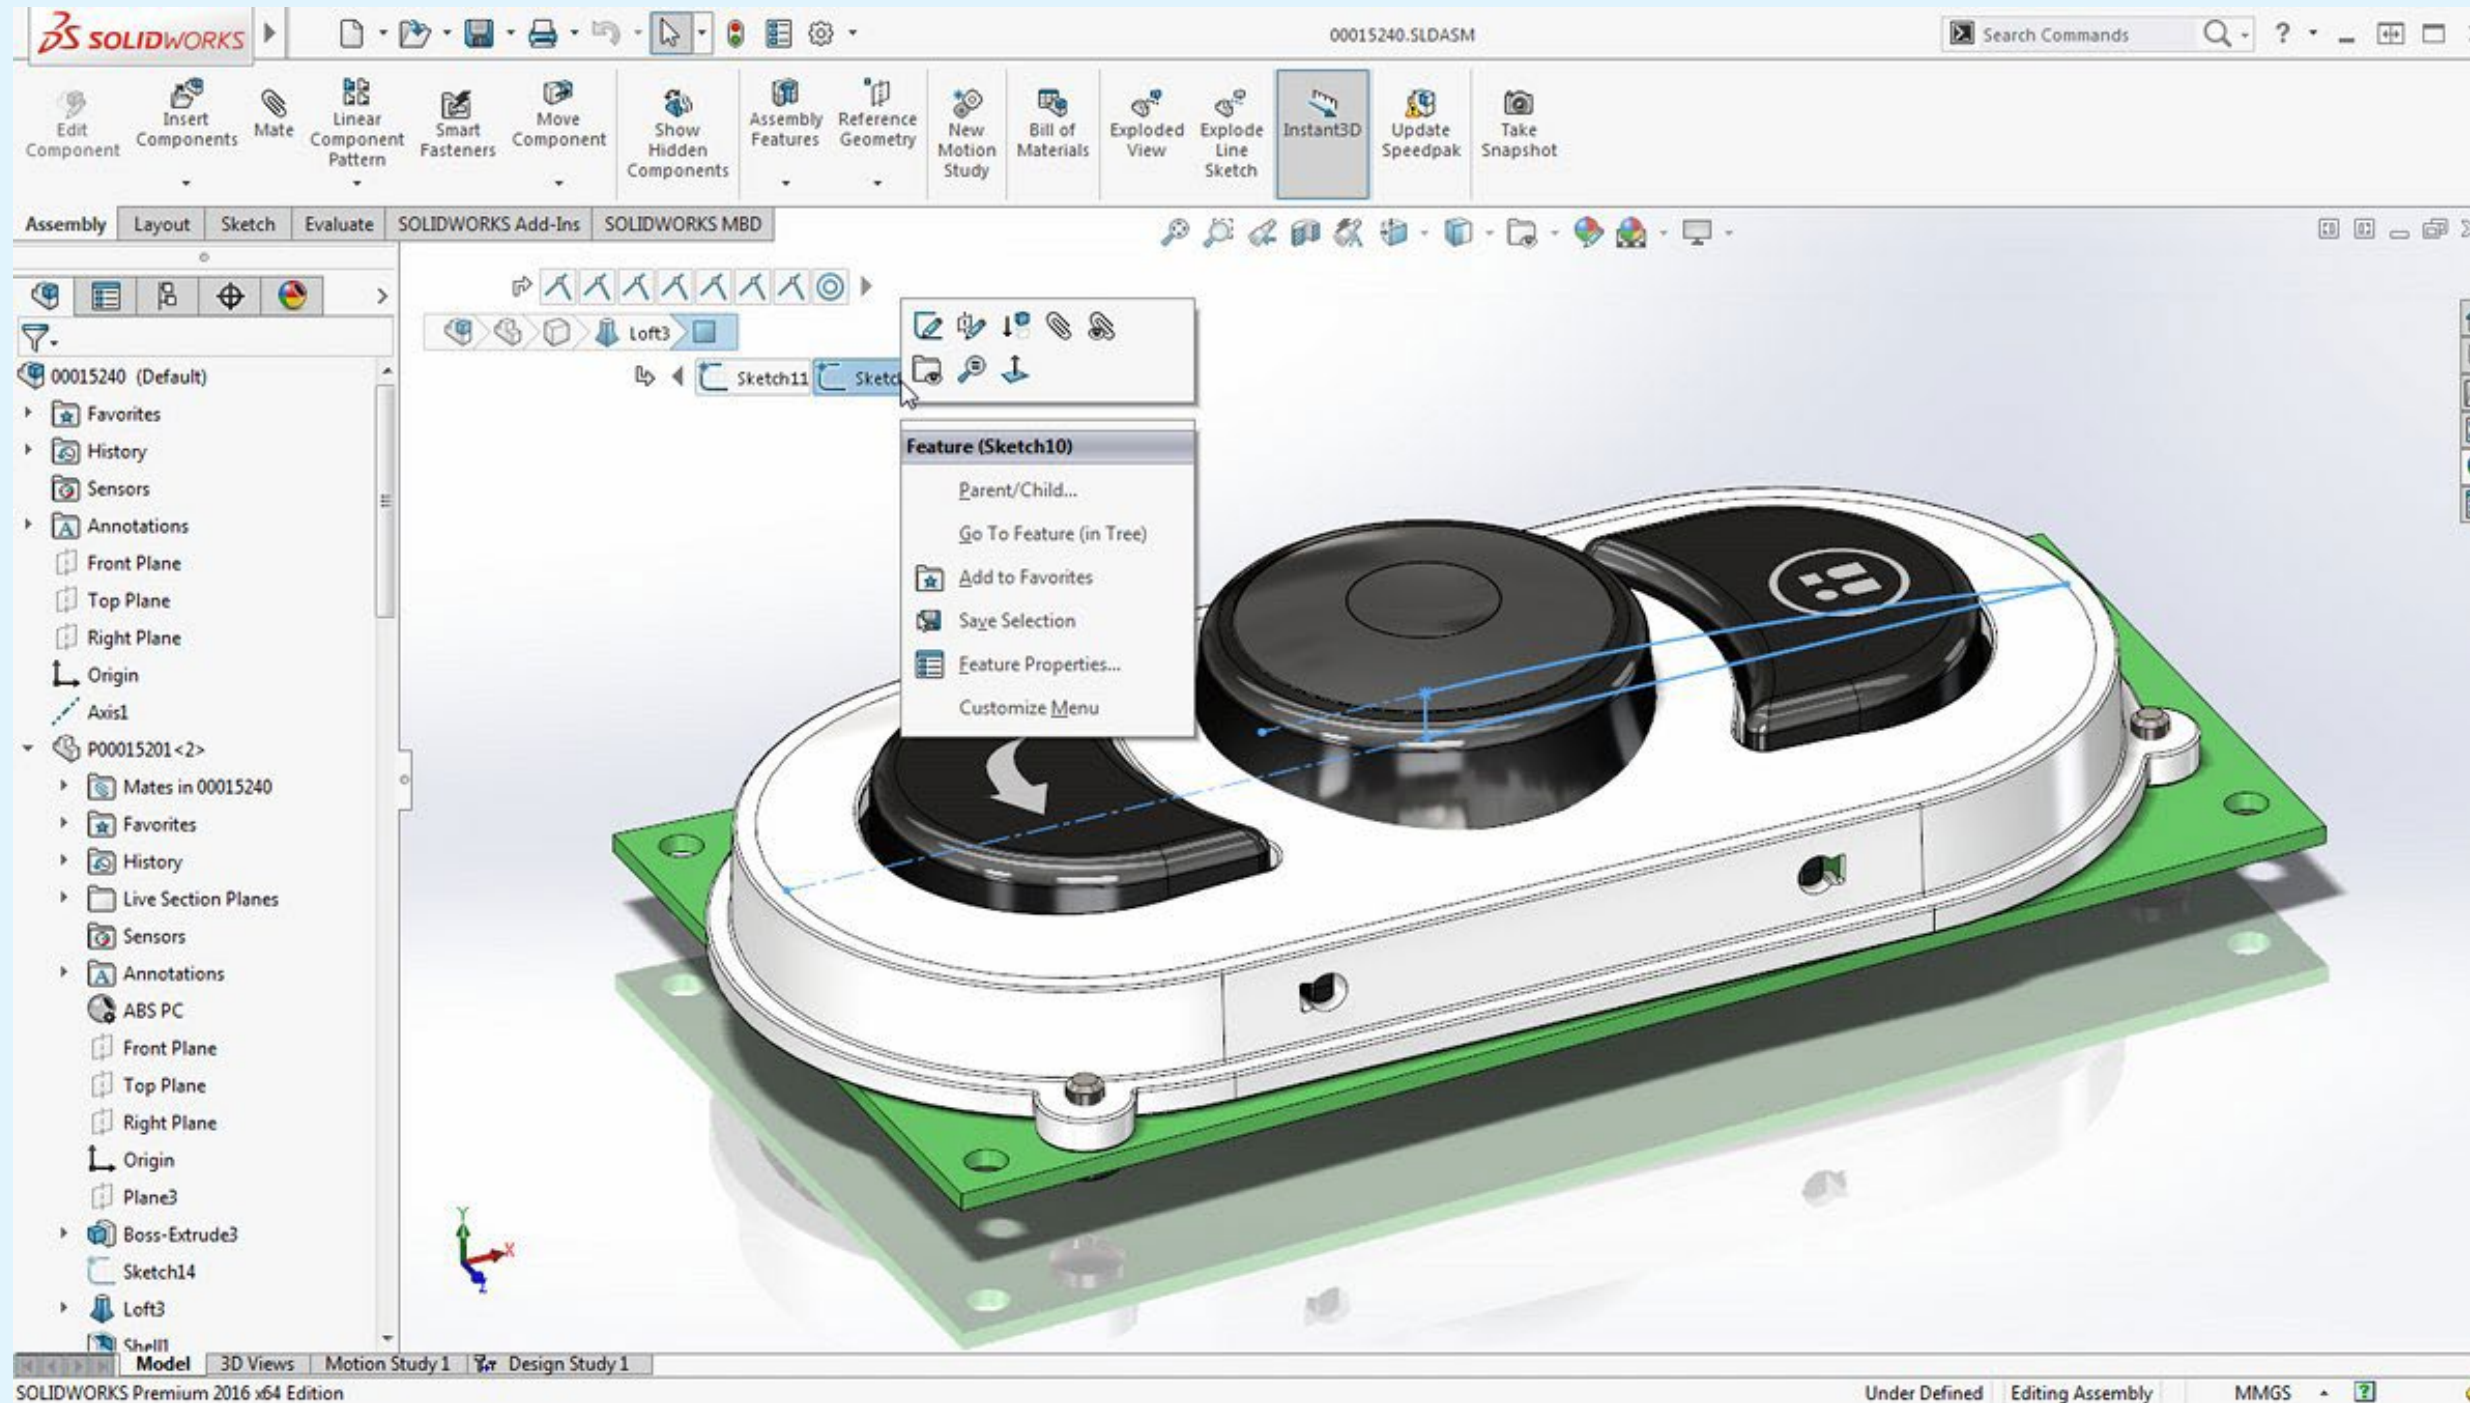 SOLIDWORKS
00015240.SLDASM
Search Commands
?
Edit Component
Insert Components
Mate
Linear Component Pattern
Smart Fasteners
Move Component
Show Hidden Components
Assembly Features
Reference Geometry
New Motion Study
Bill of Materials
Exploded View
Explode Line Sketch
Instant3D
Update Speedpak
Take Snapshot
Assembly
Layout
Sketch
Evaluate
SOLIDWORKS Add-Ins
SOLIDWORKS MBD
Loft3
Sketch11
Feature (Sketch10)
Parent/Child...
Go To Feature (in Tree)
Add to Favorites
Save Selection
Feature Properties...
Customize Menu
00015240 (Default)
Favorites
History
Sensors
Annotations
Front Plane
Top Plane
Right Plane
Origin
Axis1
P00015201<2>
Mates in 00015240
Favorites
History
Live Section Planes
Sensors
Annotations
ABS PC
Front Plane
Top Plane
Right Plane
Origin
Plane3
Boss-Extrude3
Sketch14
Loft3
Shell1
Y
X
Z
Model
3D Views
Motion Study 1
Design Study 1
SOLIDWORKS Premium 2016 x64 Edition
Under Defined
Editing Assembly
MMGS
?